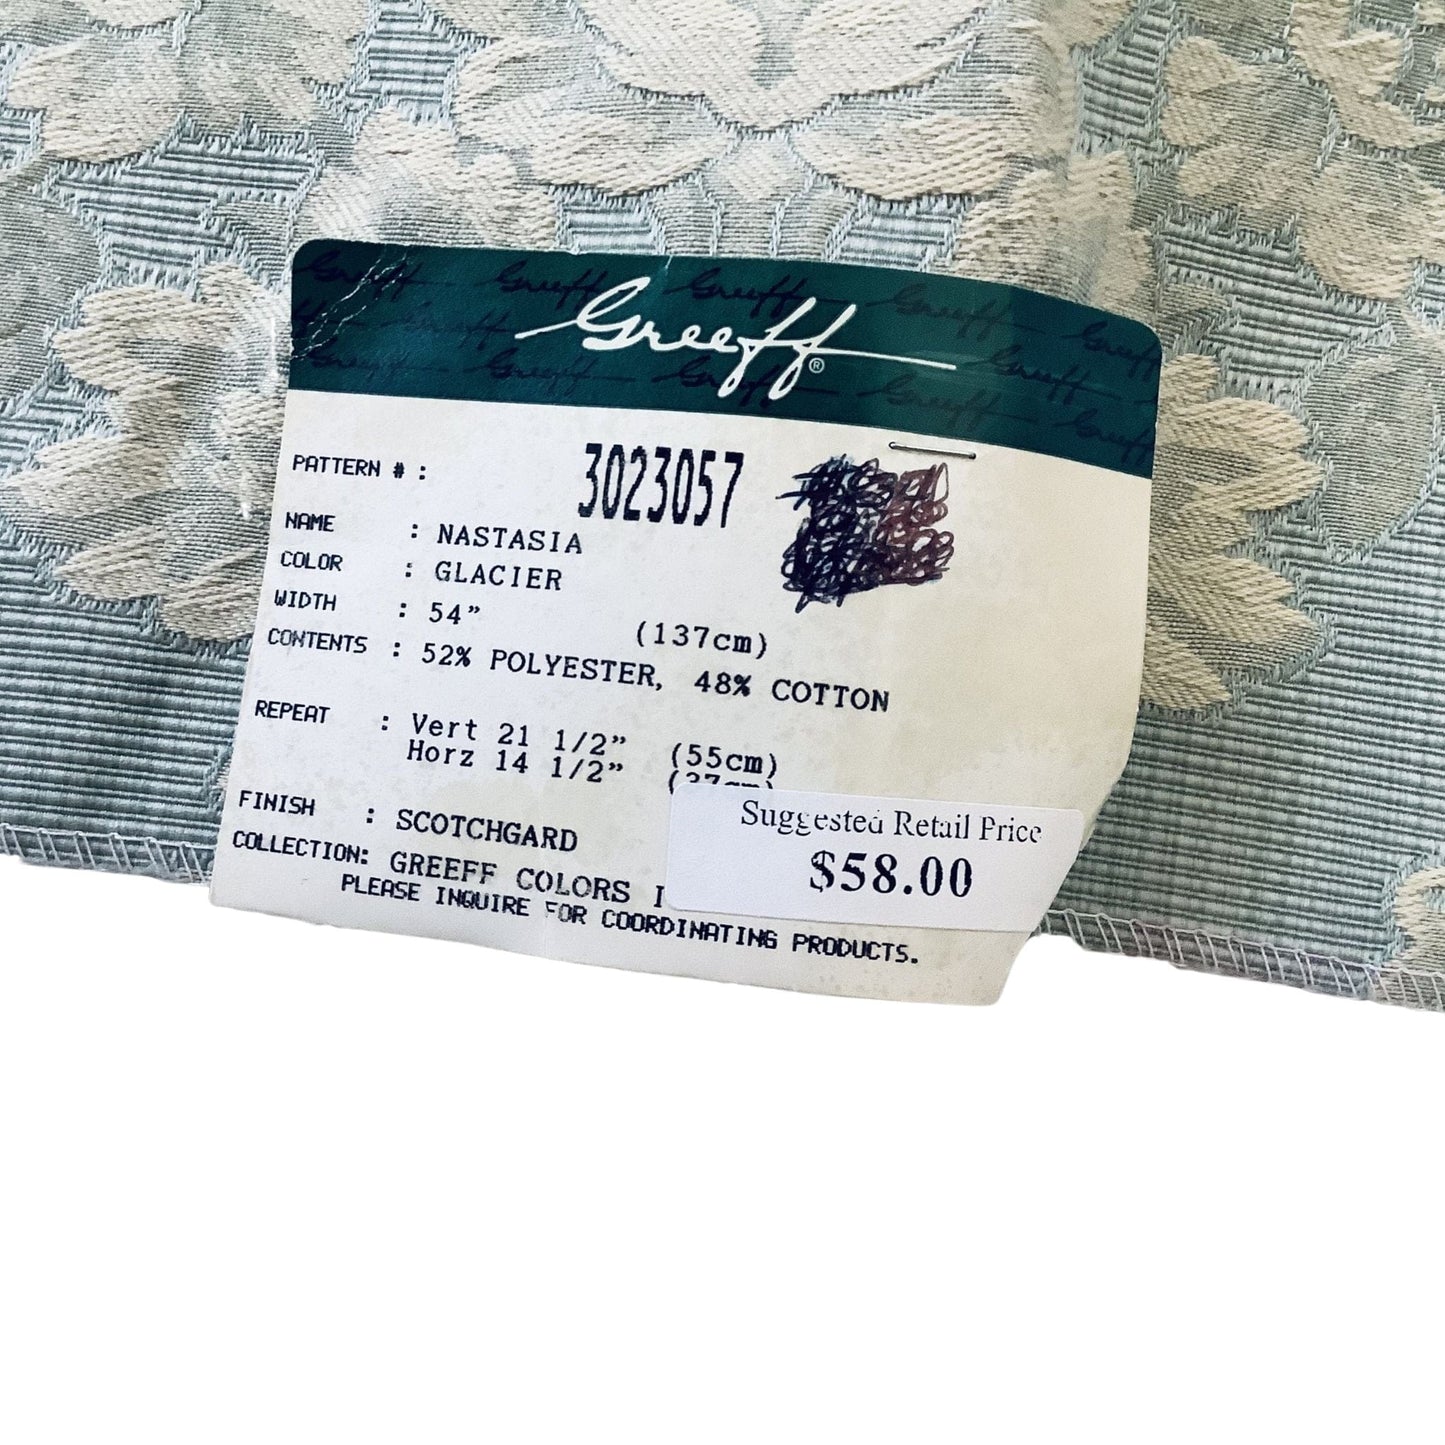 Greeff®
PATTERN # : 3023057
NAME : NASTASIA
COLOR : GLACIER
WIDTH : 54” (137cm)
CONTENTS : 52% POLYESTER, 48% COTTON
REPEAT : Vert 21 1/2” (55cm)
Horz 14 1/2” (37cm)
FINISH : SCOTCHGARD
COLLECTION: GREEFF COLORS
PLEASE INQUIRE FOR COORDINATING PRODUCTS.
Suggested Retail Price
$58.00